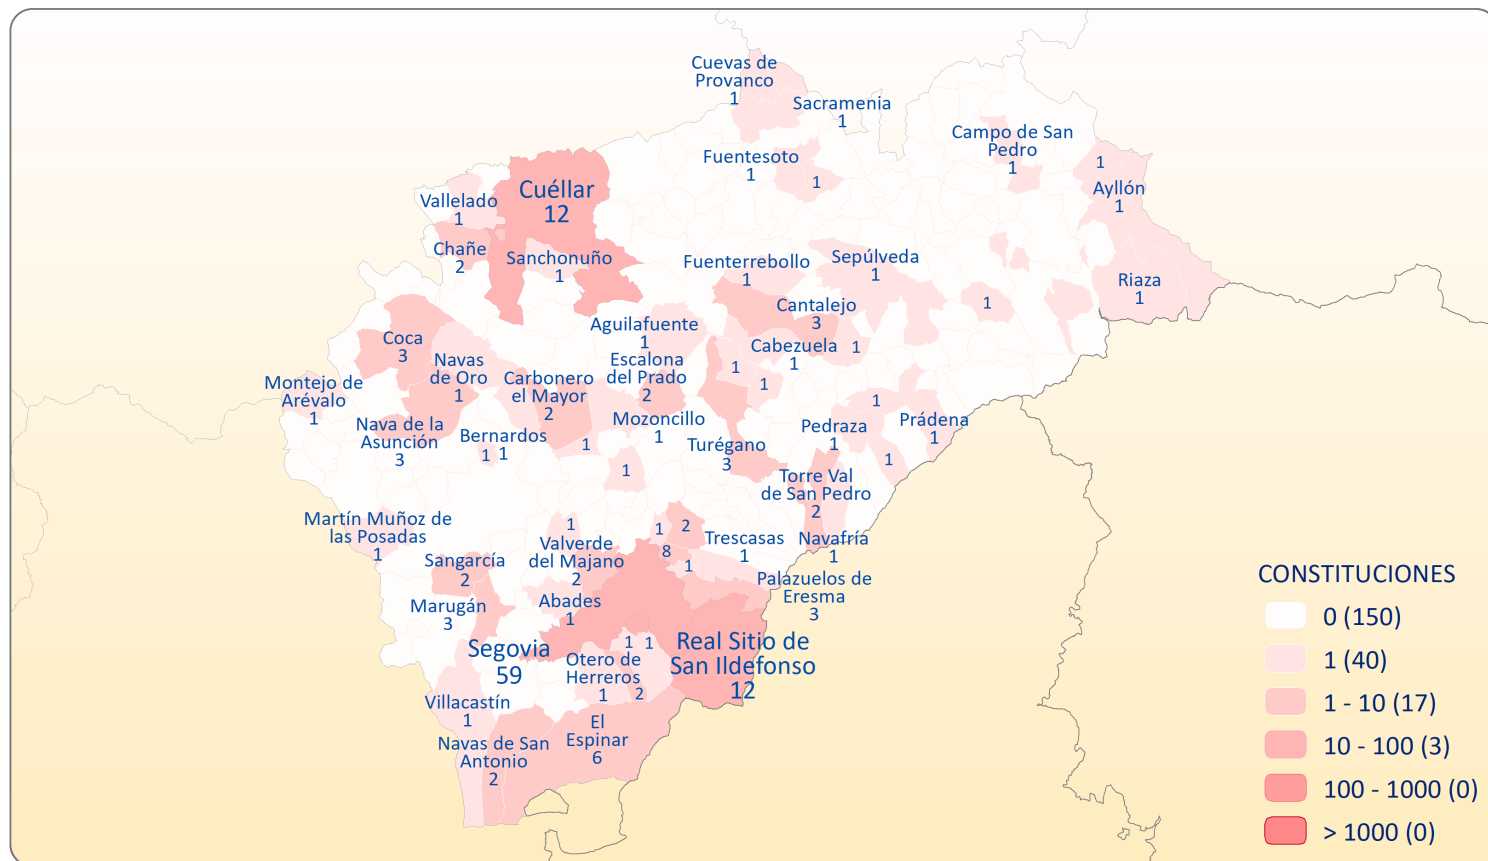 Cuevas de
Provanco
1
Sacramenia
1
Campo de San
Pedro
1
Fuentesoto
1
1
1
Ayllón
1
Cuéllar
12
Vallelado
1
Chañe
2
Sanchonuño
1
Fuenterrebollo
1
Sepúlveda
1
Riaza
1
Cantalejo
3
1
Aguilafuente
1
Coca
3
Cabezuela
1
1
Navas
de Oro
1
Escalona
del Prado
2
1
1
Montejo de
Arévalo
1
Carbonero
el Mayor
2
1
Nava de la
Asunción
3
Bernardos
1
1
1
Mozoncillo
1
Turégano
3
Pedraza
1
Prádena
1
1
1
Torre Val
de San Pedro
2
Martín Muñoz de
las Posadas
1
1
Valverde
del Majano
2
1
2
8
1
Trescasas
1
Navafría
1
Sangarcía
2
Palazuelos de
Eresma
3
Marugán
3
Abades
1
Segovia
59
1
1
Real Sitio de
San Ildefonso
12
Otero de
Herreros
1
2
Villacastín
1
El
Espinar
6
Navas de San
Antonio
2
CONSTITUCIONES
0 (150)
1 (40)
1 - 10 (17)
10 - 100 (3)
100 - 1000 (0)
> 1000 (0)